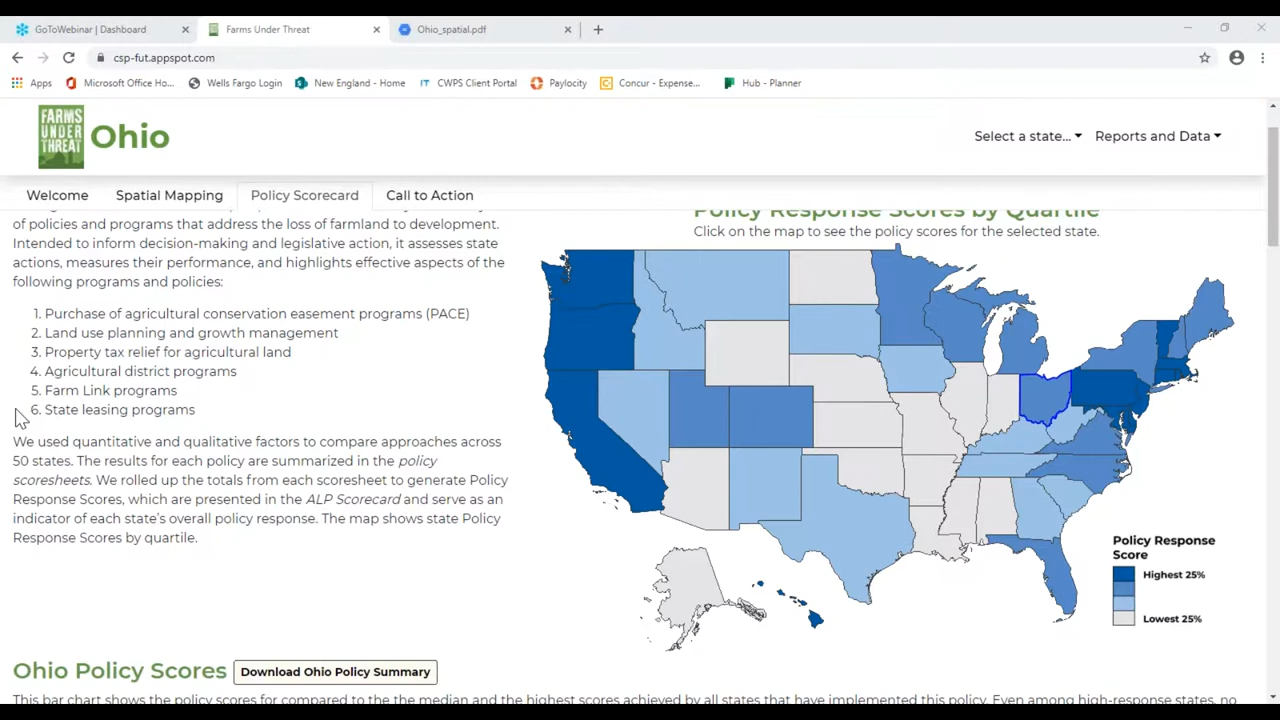 GoToWebinar | Dashboard
Farms Under Threat
Ohio_spatial.pdf
csp-fut.appspot.com
Apps
Microsoft Office Ho...
Wells Fargo Login
New England - Home
CWPS Client Portal
Paylocity
Concur - Expense...
Hub - Planner
FARMS
UNDER
THREAT
Ohio
Select a state...
Reports and Data
Welcome
Spatial Mapping
Policy Scorecard
Call to Action
of policies and programs that address the loss of farmland to development.
Intended to inform decision-making and legislative action, it assesses state
actions, measures their performance, and highlights effective aspects of the
following programs and policies:
1. Purchase of agricultural conservation easement programs (PACE)
2. Land use planning and growth management
3. Property tax relief for agricultural land
4. Agricultural district programs
5. Farm Link programs
6. State leasing programs
We used quantitative and qualitative factors to compare approaches across
50 states. The results for each policy are summarized in the policy
scoresheets. We rolled up the totals from each scoresheet to generate Policy
Response Scores, which are presented in the ALP Scorecard and serve as an
indicator of each state's overall policy response. The map shows state Policy
Response Scores by quartile.
Policy Response Scores by Quartile
Click on the map to see the policy scores for the selected state.
Policy Response
Score
Highest 25%
Lowest 25%
Ohio Policy Scores
Download Ohio Policy Summary
This bar chart shows the policy scores for compared to the the median and the highest scores achieved by all states that have implemented this policy. Even among high-response states, no